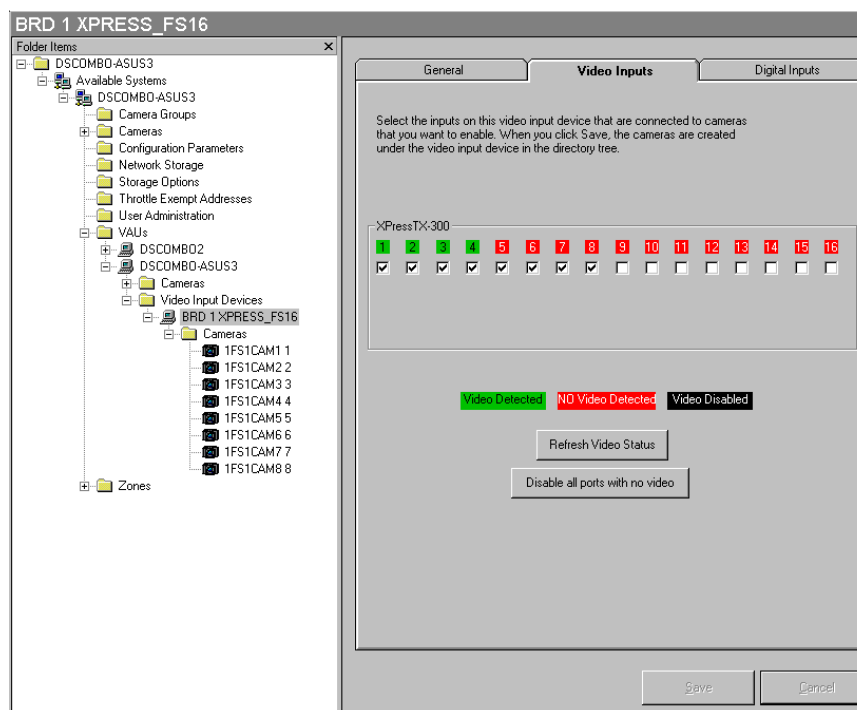 BRD 1 XPRESS_FS16
Folder Items
DSCOMBO-ASUS3
Available Systems
DSCOMBO-ASUS3
Camera Groups
Cameras
Configuration Parameters
Network Storage
Storage Options
Throttle Exempt Addresses
User Administration
VAUs
DSCOMBO2
DSCOMBO-ASUS3
Cameras
Video Input Devices
BRD 1 XPRESS_FS16
Cameras
1FS1CAM1 1
1FS1CAM2 2
1FS1CAM3 3
1FS1CAM4 4
1FS1CAM5 5
1FS1CAM6 6
1FS1CAM7 7
1FS1CAM8 8
Zones
General Video Inputs Digital Inputs
Select the inputs on this video input device that are connected to cameras
that you want to enable. When you click Save, the cameras are created
under the video input device in the directory tree.
XPressTX-300
1 2 3 4 5 6 7 8 9 10 11 12 13 14 15 16
Video Detected NO Video Detected Video Disabled
Refresh Video Status
Disable all ports with no video
Save Cancel